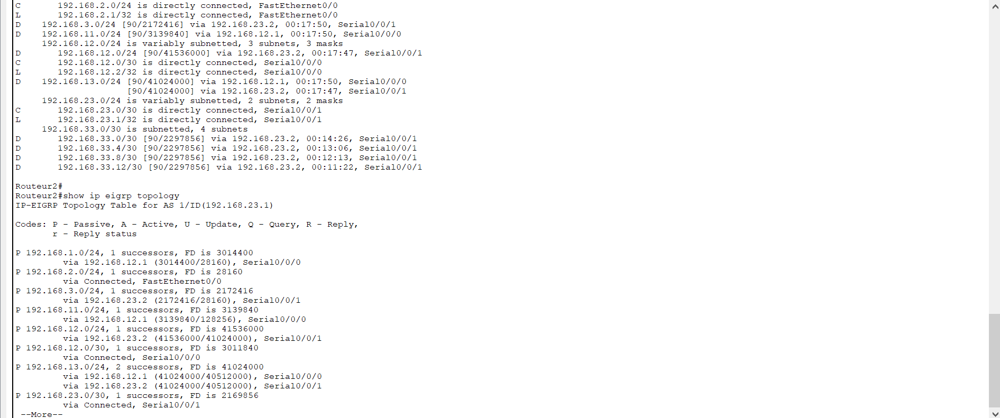 C       192.168.2.0/24 is directly connected, FastEthernet0/0
L       192.168.2.1/32 is directly connected, FastEthernet0/0
D    192.168.3.0/24 [90/2172416] via 192.168.23.2, 00:17:50, Serial0/0/1
D    192.168.11.0/24 [90/3139840] via 192.168.12.1, 00:17:50, Serial0/0/0
     192.168.12.0/24 is variably subnetted, 3 subnets, 3 masks
D       192.168.12.0/24 [90/41536000] via 192.168.23.2, 00:17:47, Serial0/0/1
C       192.168.12.0/30 is directly connected, Serial0/0/0
L       192.168.12.2/32 is directly connected, Serial0/0/0
D    192.168.13.0/24 [90/41024000] via 192.168.12.1, 00:17:50, Serial0/0/0
                     [90/41024000] via 192.168.23.2, 00:17:47, Serial0/0/1
     192.168.23.0/24 is variably subnetted, 2 subnets, 2 masks
C       192.168.23.0/30 is directly connected, Serial0/0/1
L       192.168.23.1/32 is directly connected, Serial0/0/1
     192.168.33.0/30 is subnetted, 4 subnets
D       192.168.33.0/30 [90/2297856] via 192.168.23.2, 00:14:26, Serial0/0/1
D       192.168.33.4/30 [90/2297856] via 192.168.23.2, 00:13:06, Serial0/0/1
D       192.168.33.8/30 [90/2297856] via 192.168.23.2, 00:12:13, Serial0/0/1
D       192.168.33.12/30 [90/2297856] via 192.168.23.2, 00:11:22, Serial0/0/1
Routeur2#
Routeur2#show ip eigrp topology
IP-EIGRP Topology Table for AS 1/ID(192.168.23.1)
Codes: P - Passive, A - Active, U - Update, Q - Query, R - Reply,
       r - Reply status
P 192.168.1.0/24, 1 successors, FD is 3014400
         via 192.168.12.1 (3014400/28160), Serial0/0/0
P 192.168.2.0/24, 1 successors, FD is 28160
         via Connected, FastEthernet0/0
P 192.168.3.0/24, 1 successors, FD is 2172416
         via 192.168.23.2 (2172416/28160), Serial0/0/1
P 192.168.11.0/24, 1 successors, FD is 3139840
         via 192.168.12.1 (3139840/128256), Serial0/0/0
P 192.168.12.0/24, 1 successors, FD is 41536000
         via 192.168.23.2 (41536000/41024000), Serial0/0/1
P 192.168.12.0/30, 1 successors, FD is 3011840
         via Connected, Serial0/0/0
P 192.168.13.0/24, 2 successors, FD is 41024000
         via 192.168.12.1 (41024000/40512000), Serial0/0/0
         via 192.168.23.2 (41024000/40512000), Serial0/0/1
P 192.168.23.0/30, 1 successors, FD is 2169856
         via Connected, Serial0/0/1
 --More--